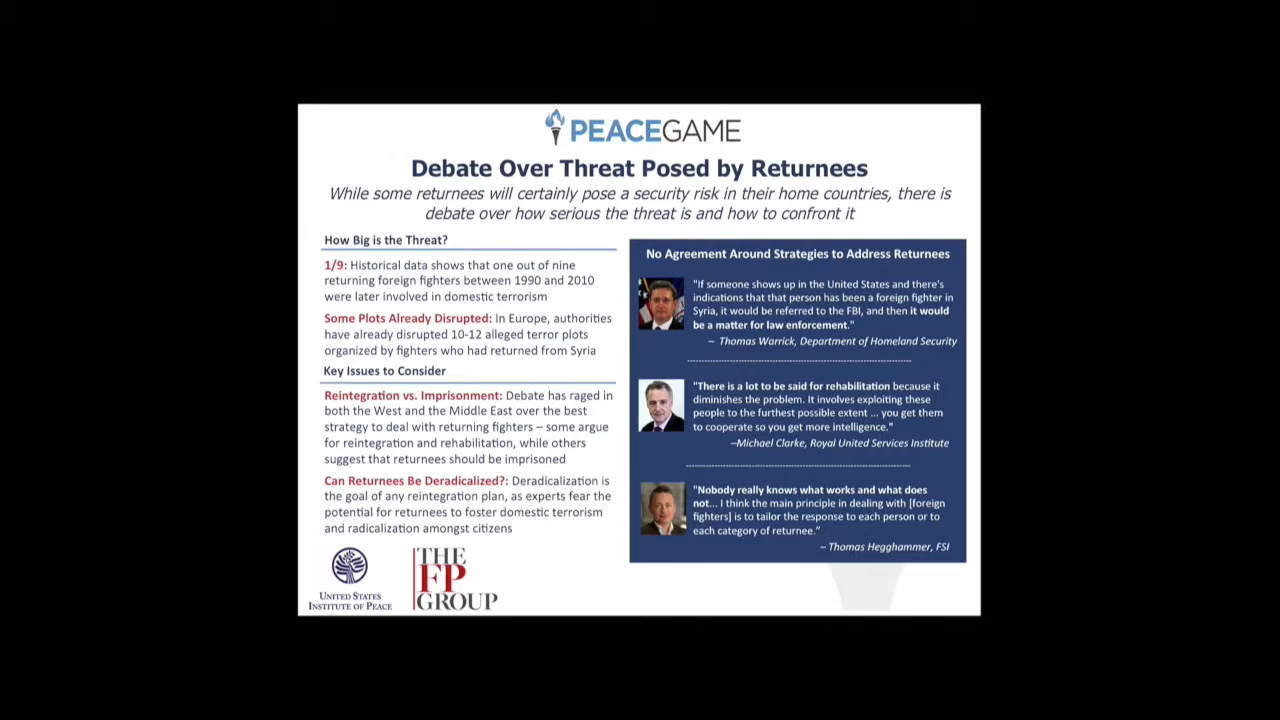 PEACEGAME
Debate Over Threat Posed by Returnees
While some returnees will certainly pose a security risk in their home countries, there is
debate over how serious the threat is and how to confront it
How Big is the Threat?
1/9: Historical data shows that one out of nine
returning foreign fighters between 1990 and 2010
were later involved in domestic terrorism
Some Plots Already Disrupted: In Europe, authorities
have already disrupted 10-12 alleged terror plots
organized by fighters who had returned from Syria
Key Issues to Consider
Reintegration vs. Imprisonment: Debate has raged in
both the West and the Middle East over the best
strategy to deal with returning fighters – some argue
for reintegration and rehabilitation, while others
suggest that returnees should be imprisoned
Can Returnees Be Deradicalized?: Deradicalization is
the goal of any reintegration plan, as experts fear the
potential for returnees to foster domestic terrorism
and radicalization amongst citizens
No Agreement Around Strategies to Address Returnees
"If someone shows up in the United States and there's
indications that that person has been a foreign fighter in
Syria, it would be referred to the FBI, and then it would
be a matter for law enforcement."
– Thomas Warrick, Department of Homeland Security
"There is a lot to be said for rehabilitation because it
diminishes the problem. It involves exploiting these
people to the furthest possible extent ... you get them
to cooperate so you get more intelligence."
–Michael Clarke, Royal United Services Institute
"Nobody really knows what works and what does
not... I think the main principle in dealing with [foreign
fighters] is to tailor the response to each person or to
each category of returnee."
– Thomas Hegghammer, FSI
UNITED STATES
INSTITUTE OF PEACE
THE
FP
GROUP